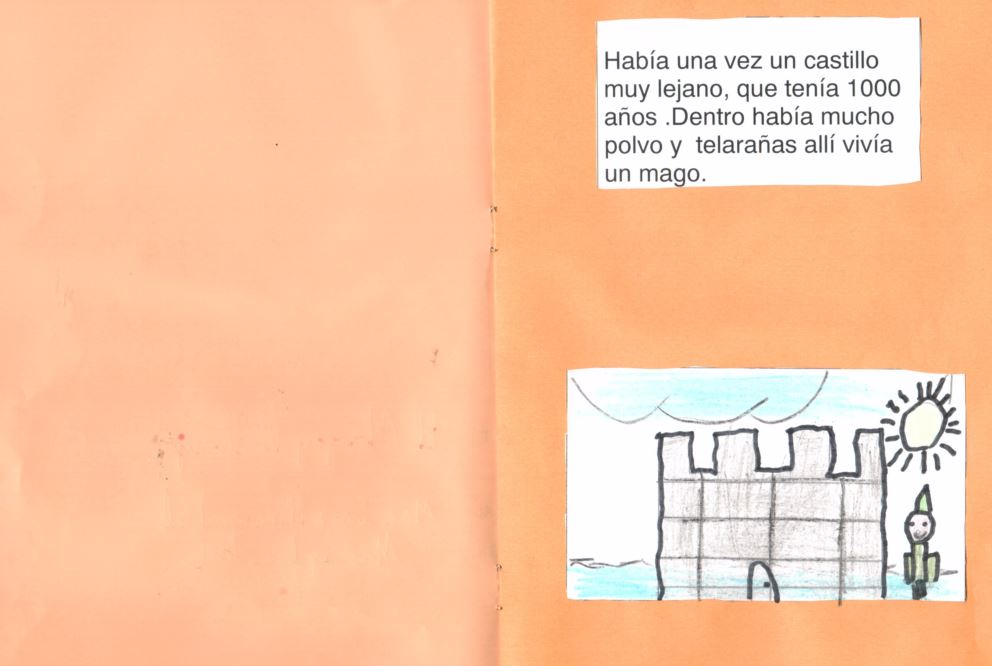 Había una vez un castillo
muy lejano, que tenía 1000
años .Dentro había mucho
polvo y  telarañas allí vivía
un mago.